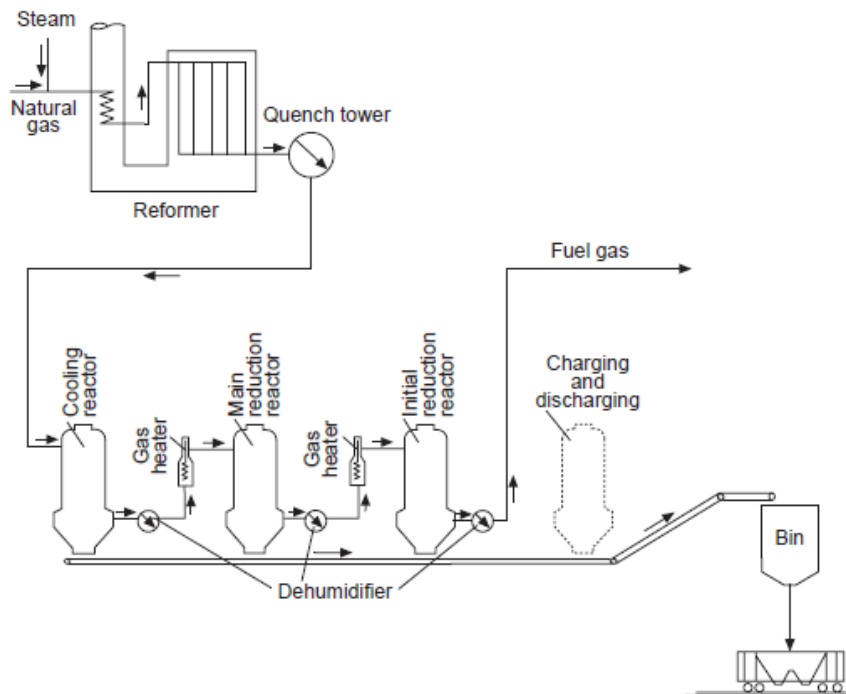 Steam
Natural
gas
Quench tower
Reformer
Fuel gas
Cooling
reactor
Gas
heater
Main
reduction
reactor
Gas
heater
Initial
reduction
reactor
Charging
and
discharging
Bin
Dehumidifier